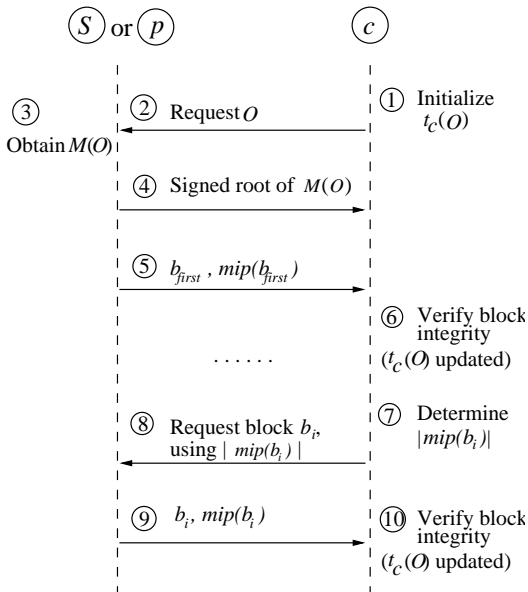 S or p
c
③
Obtain M(O)
② Request O
① Initialize
t_c(O)
④ Signed root of M(O)
⑤ b_first , mip(b_first)
⑥ Verify block
integrity
(t_c(O) updated)
......
⑧ Request block b_i,
using | mip(b_i) |
⑦ Determine
|mip(b_i)|
⑨ b_i, mip(b_i)
⑩ Verify block
integrity
(t_c(O) updated)